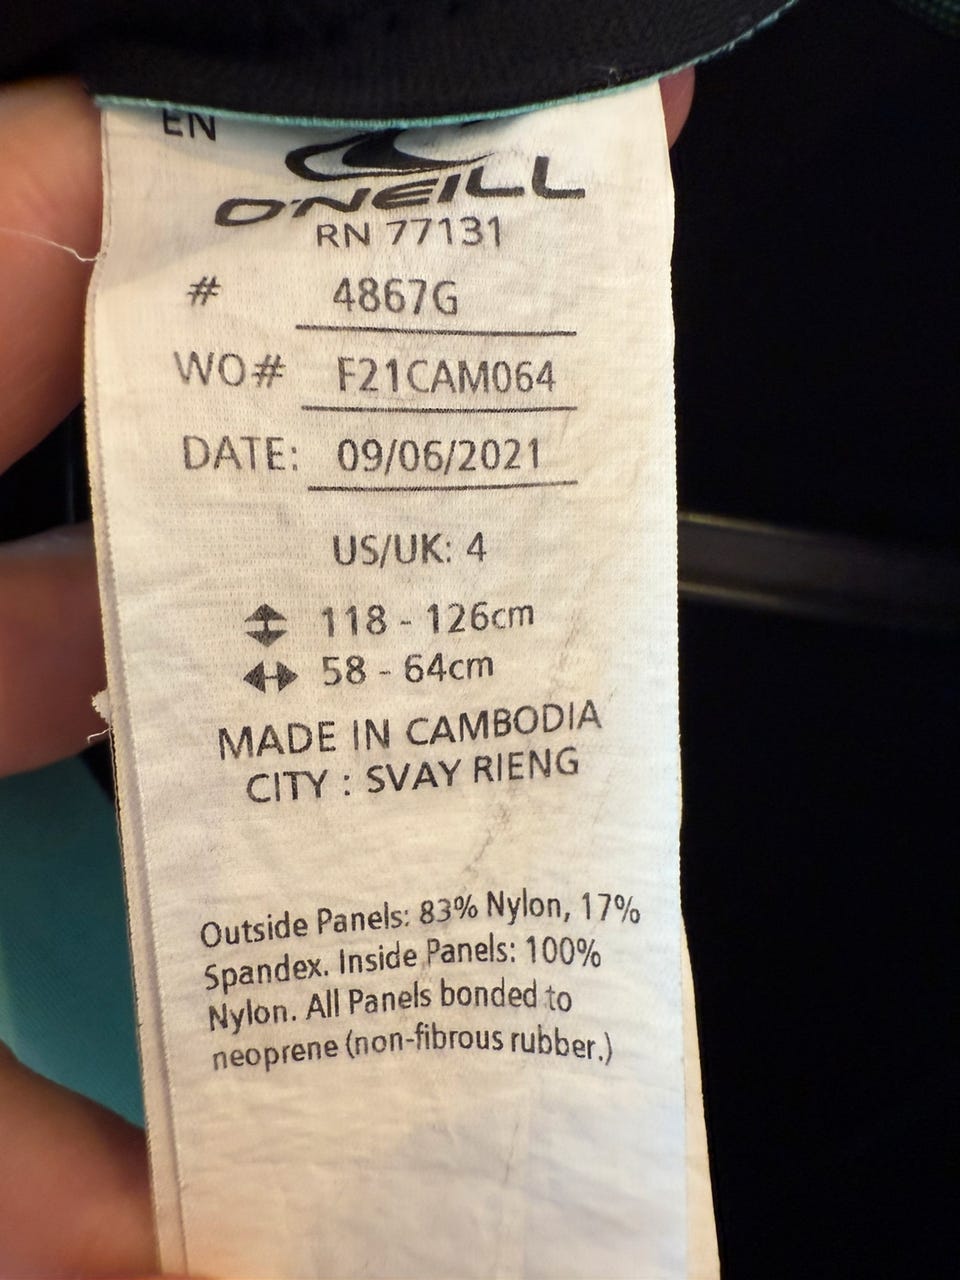 EN
O'NEILL
RN 77131
# 4867G
WO# F21CAM064
DATE: 09/06/2021
US/UK: 4
118 - 126cm
58 - 64cm
MADE IN CAMBODIA
CITY : SVAY RIENG
Outside Panels: 83% Nylon, 17%
Spandex. Inside Panels: 100%
Nylon. All Panels bonded to
neoprene (non-fibrous rubber.)